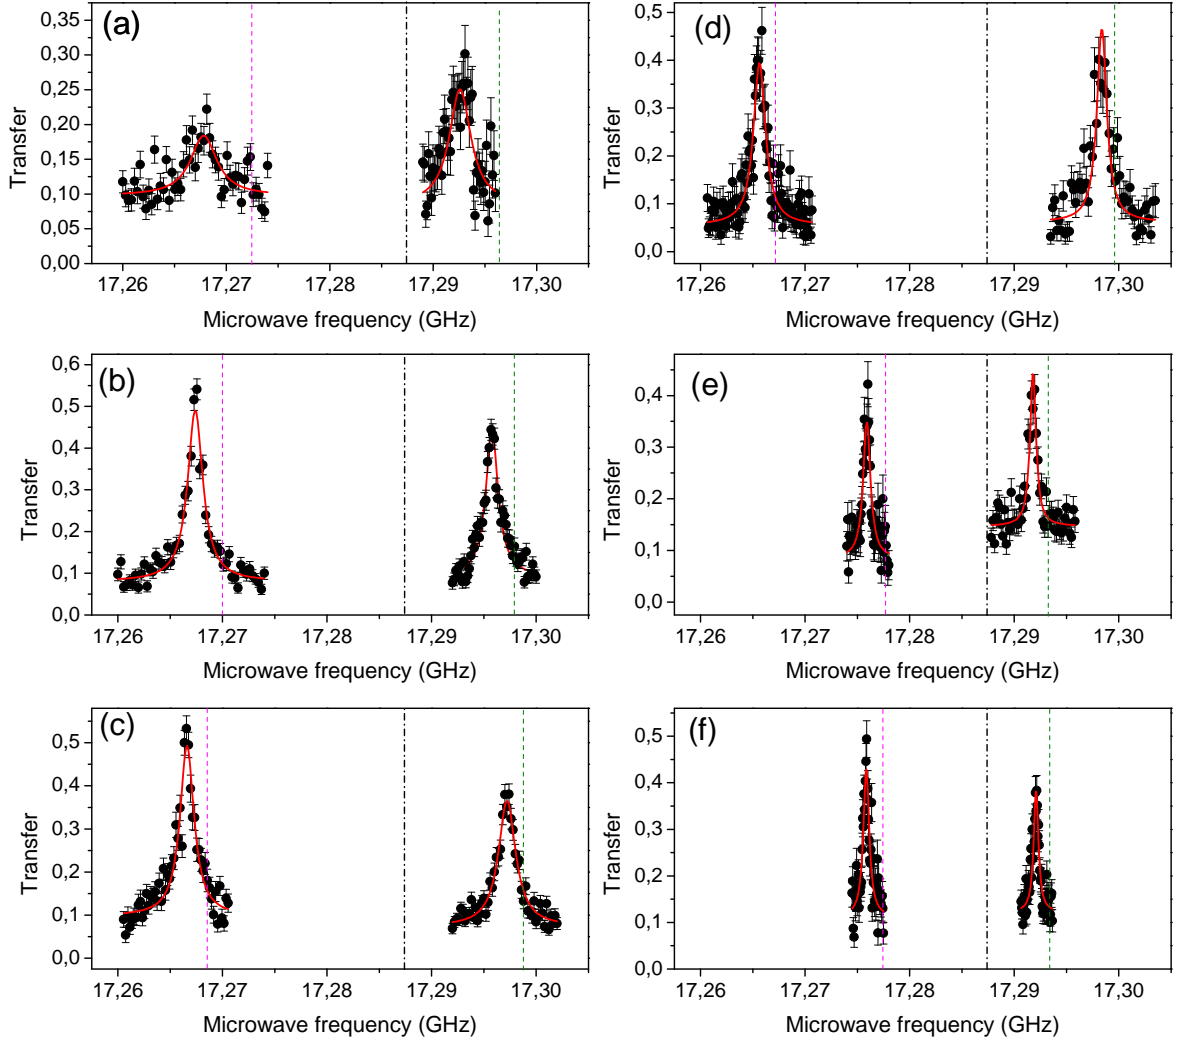 (a)
0,35
0,30
0,25
0,20
0,15
0,10
0,05
0,00
Transfer
17,26 17,27 17,28 17,29 17,30
Microwave frequency (GHz)
(d)
0,5
0,4
0,3
0,2
0,1
0,0
Transfer
17,26 17,27 17,28 17,29 17,30
Microwave frequency (GHz)
(b)
0,6
0,5
0,4
0,3
0,2
0,1
0,0
Transfer
17,26 17,27 17,28 17,29 17,30
Microwave frequency (GHz)
(e)
0,4
0,3
0,2
0,1
0,0
Transfer
17,26 17,27 17,28 17,29 17,30
Microwave frequency (GHz)
(c)
0,5
0,4
0,3
0,2
0,1
0,0
Transfer
17,26 17,27 17,28 17,29 17,30
Microwave frequency (GHz)
(f)
0,5
0,4
0,3
0,2
0,1
0,0
Transfer
17,26 17,27 17,28 17,29 17,30
Microwave frequency (GHz)